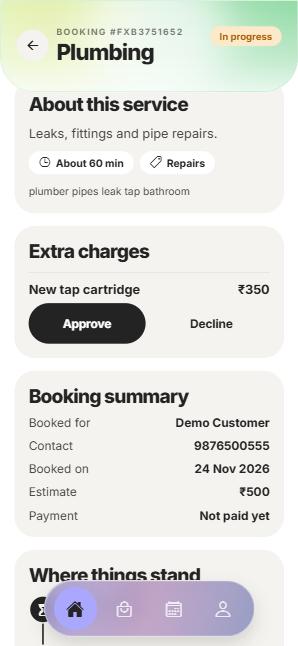 BOOKING #FXB3751652
Plumbing
In progress
About this service
Leaks, fittings and pipe repairs.
About 60 min
Repairs
plumber pipes leak tap bathroom
Extra charges
New tap cartridge ₹350
Approve Decline
Booking summary
Booked for Demo Customer
Contact 9876500555
Booked on 24 Nov 2026
Estimate ₹500
Payment Not paid yet
Where things stand